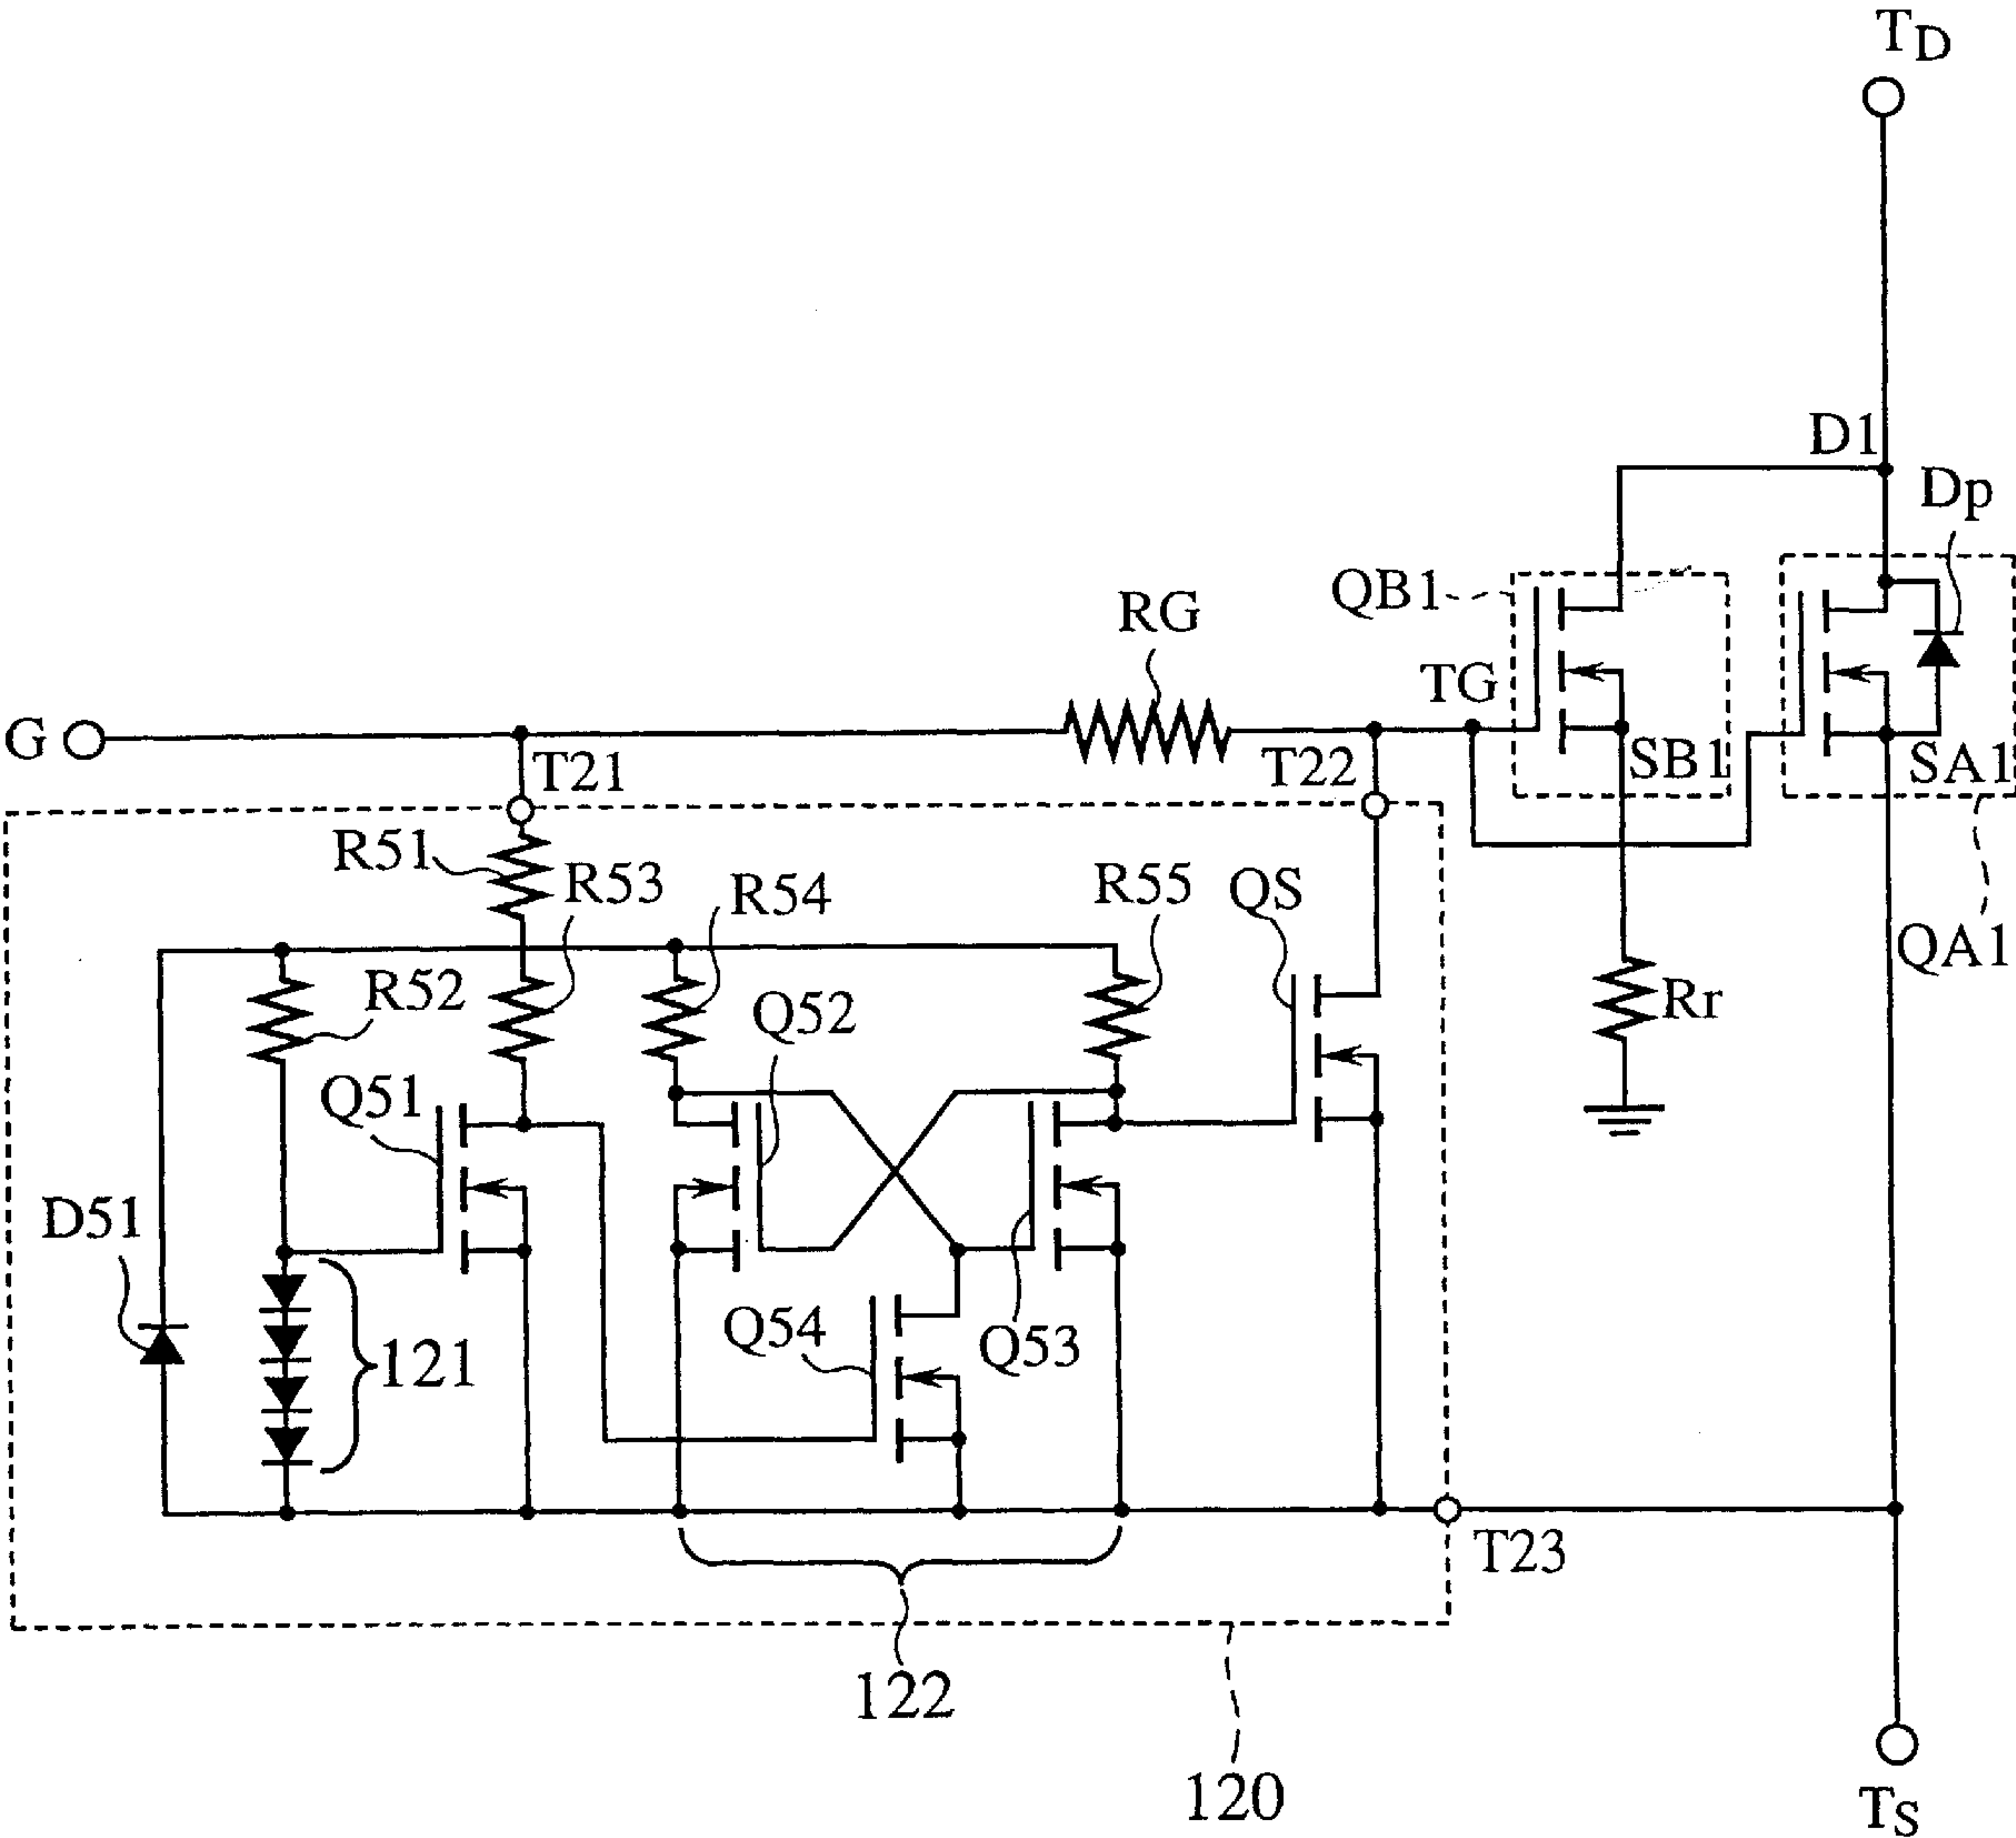 TD
D1
Dp
QB1
RG
TG
G
T21
T22
SB1
SA1
R51
R53
R54
R55
QS
QA1
R52
Q52
Rr
Q51
D51
Q54
Q53
121
T23
122
120
TS